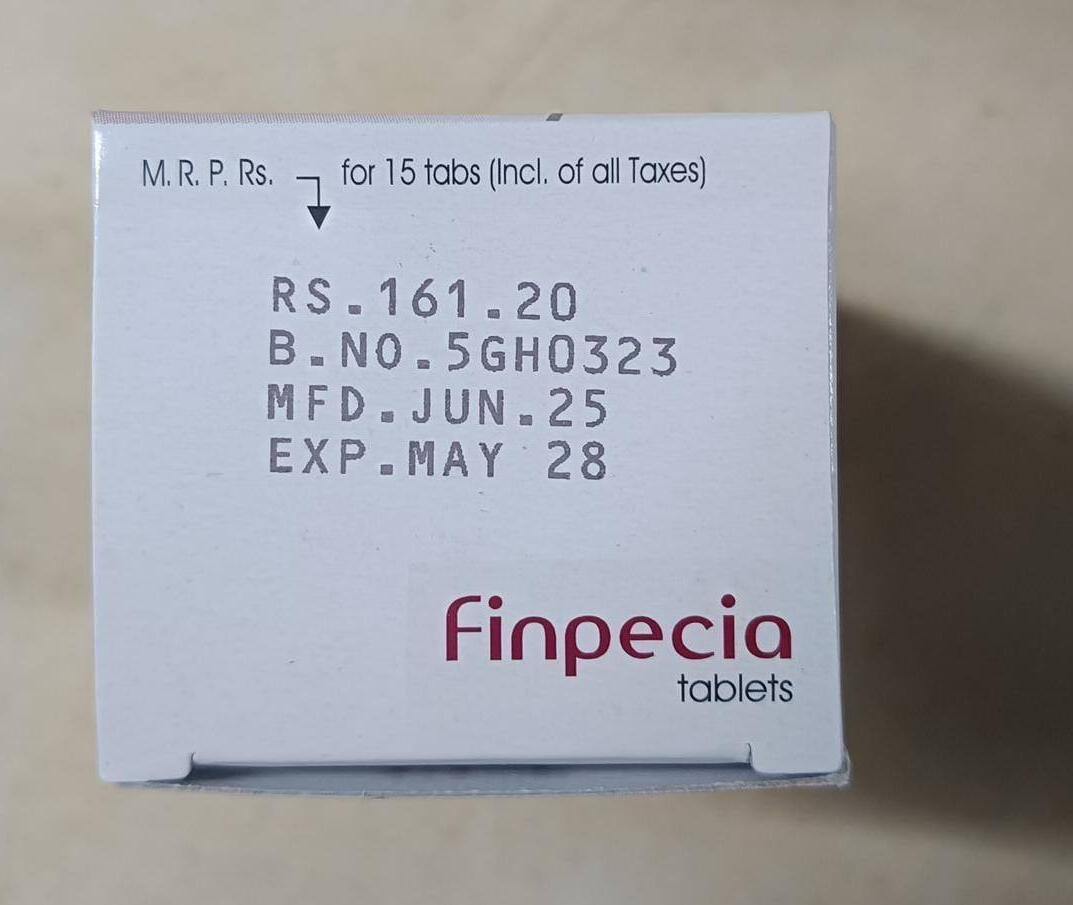 M. R. P. Rs. for 15 tabs (Incl. of all Taxes)
RS.161.20
B.NO.5GH0323
MFD.JUN.25
EXP.MAY 28
Finpecia
tablets